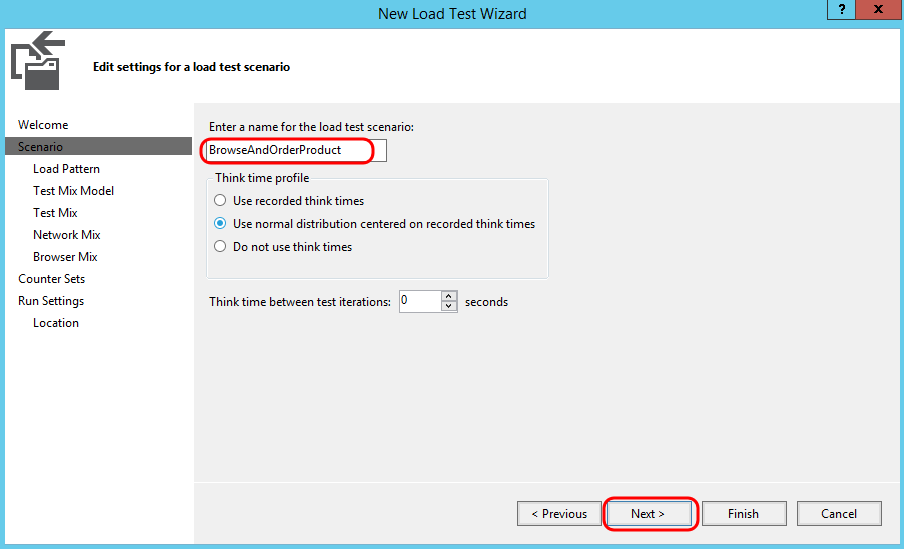 New Load Test Wizard
?
X
Edit settings for a load test scenario
Welcome
Scenario
Load Pattern
Test Mix Model
Test Mix
Network Mix
Browser Mix
Counter Sets
Run Settings
Location
Enter a name for the load test scenario:
BrowseAndOrderProduct
Think time profile
Use recorded think times
Use normal distribution centered on recorded think times
Do not use think times
Think time between test iterations: 0 seconds
< Previous Next > Finish Cancel